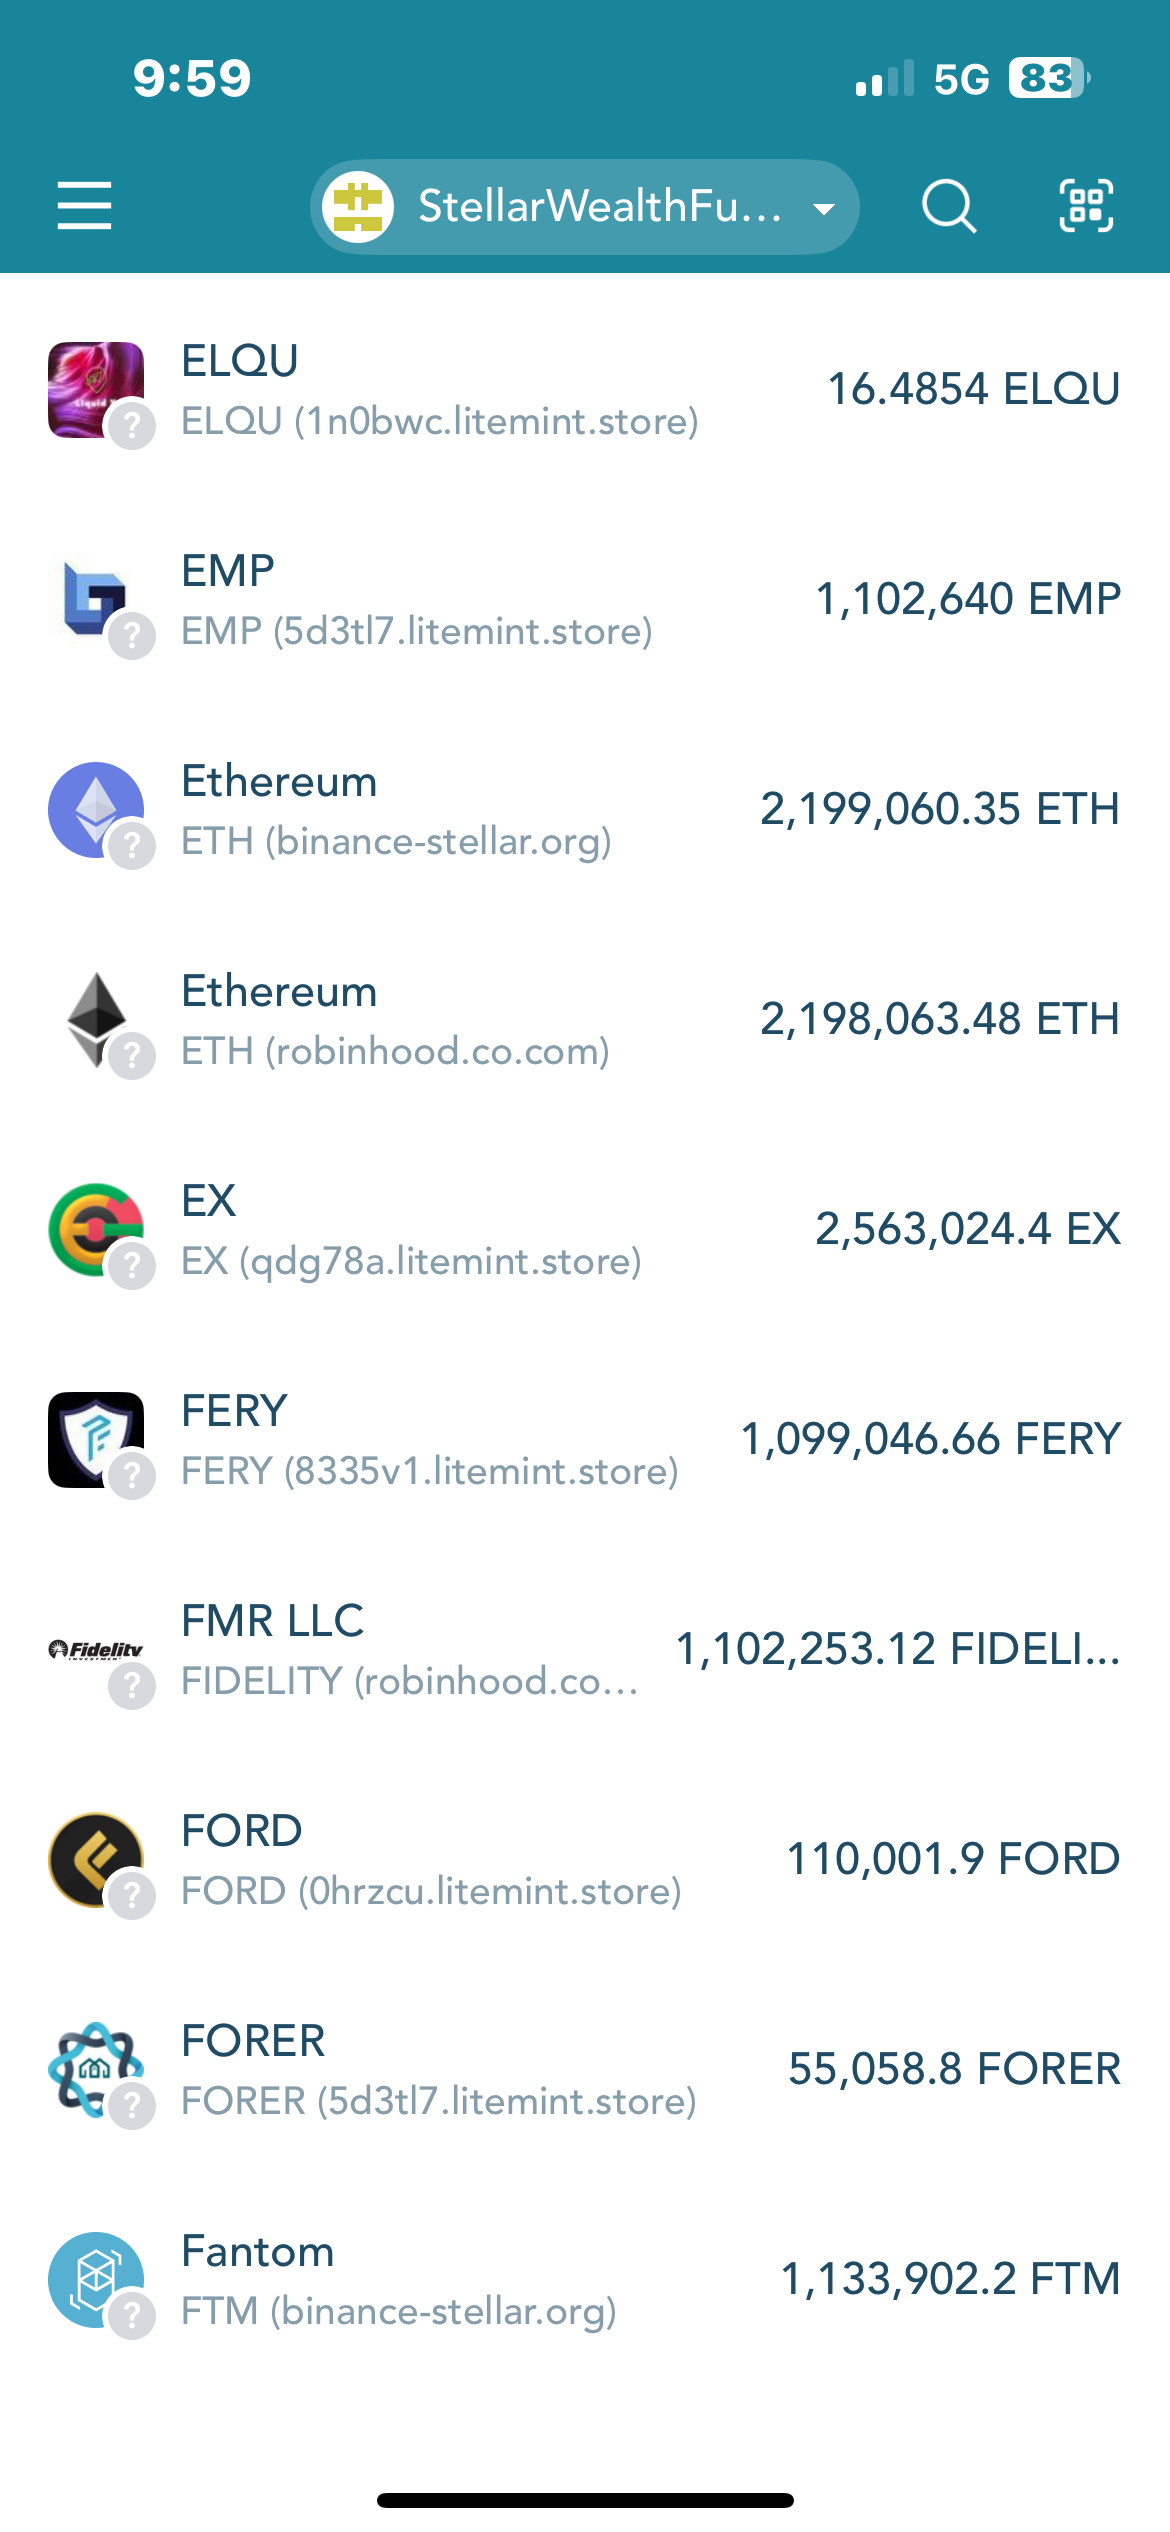 9:59
5G 83
StellarWealthFu...
ELQU
16.4854 ELQU
ELQU (1n0bwc.litemint.store)
EMP
1,102,640 EMP
EMP (5d3tl7.litemint.store)
Ethereum
2,199,060.35 ETH
ETH (binance-stellar.org)
Ethereum
2,198,063.48 ETH
ETH (robinhood.co.com)
EX
2,563,024.4 EX
EX (qdg78a.litemint.store)
FERY
1,099,046.66 FERY
FERY (8335v1.litemint.store)
FMR LLC
Fidelity
1,102,253.12 FIDELI...
FIDELITY (robinhood.co...
FORD
110,001.9 FORD
FORD (0hrzcu.litemint.store)
FORER
55,058.8 FORER
FORER (5d3tl7.litemint.store)
Fantom
1,133,902.2 FTM
FTM (binance-stellar.org)